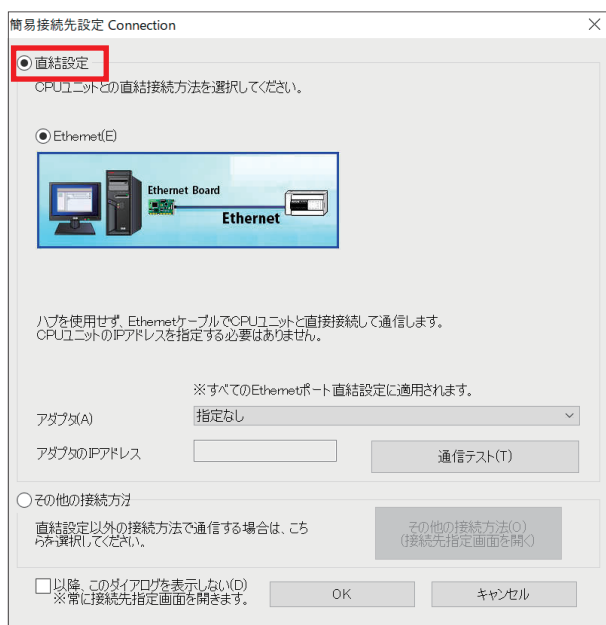 簡易接続先設定 Connection
直結設定
CPUユニットとの直結接続方法を選択してください。
Ethernet(E)
Ethernet Board
Ethernet
ハブを使用せず、EthernetケーブルでCPUユニットと直接接続して通信します。
CPUユニットのIPアドレスを指定する必要はありません。
※すべてのEthernetポート直結設定に適用されます。
アダプタ(A)
指定なし
アダプタのIPアドレス
通信テスト(T)
その他の接続方法
直結設定以外の接続方法で通信する場合は、こち
らを選択してください。
その他の接続方法(O)
(接続先指定画面を開く)
以降、このダイアログを表示しない(D)
※常に接続先指定画面を開きます。
OK
キャンセル